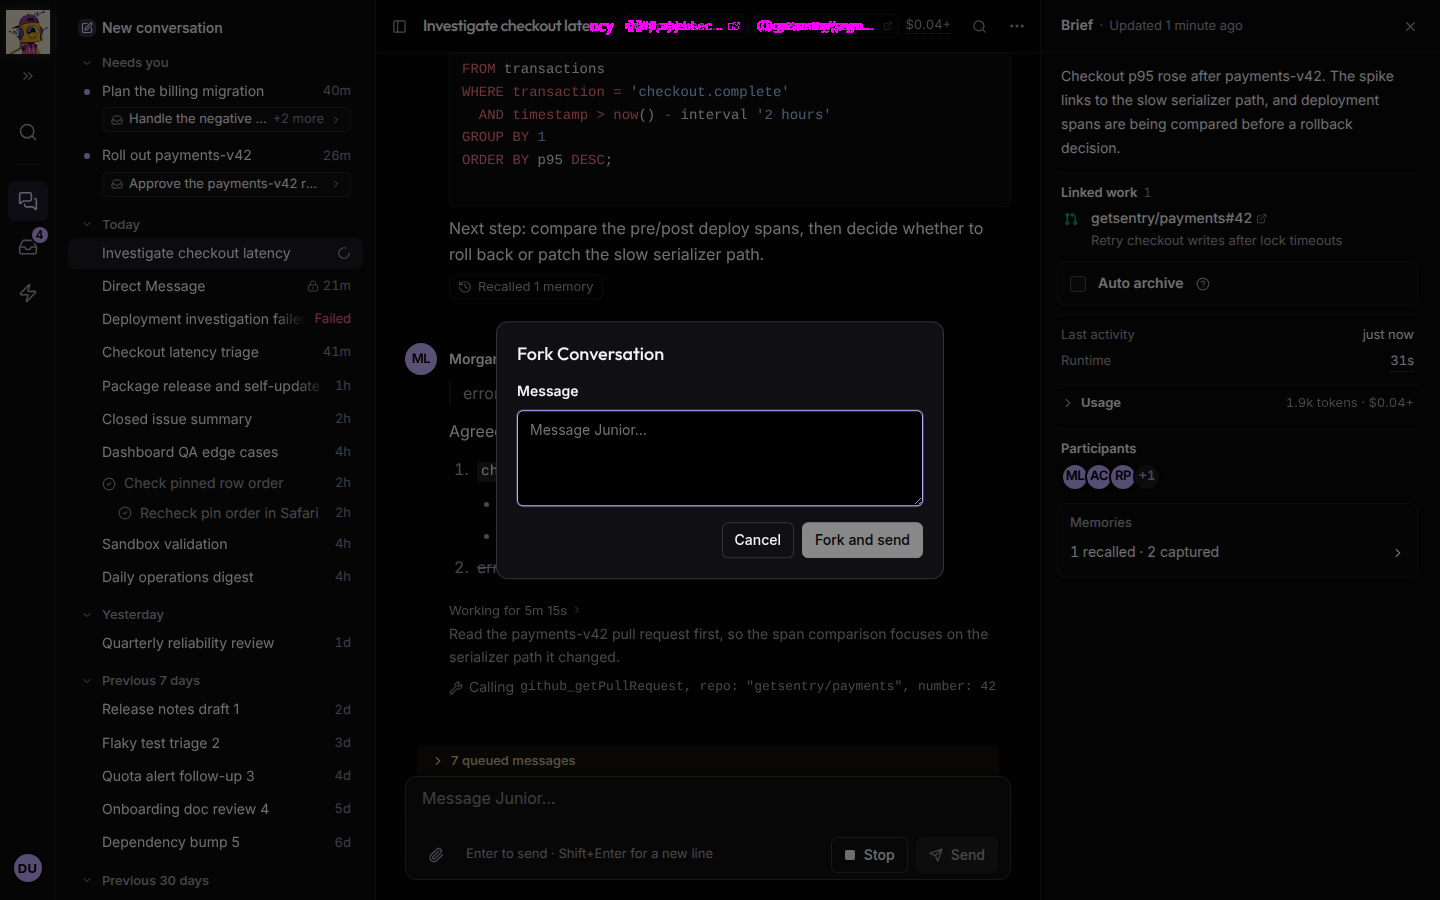 New conversation
Needs you
Plan the billing migration 40m
Handle the negative ... +2 more
Roll out payments-v42 26m
Approve the payments-v42 r...
Today
Investigate checkout latency
Direct Message 21m
Deployment investigation failed Failed
Checkout latency triage 41m
Package release and self-update 1h
Closed issue summary 2h
Dashboard QA edge cases 4h
Check pinned row order 2h
Recheck pin order in Safari 2h
Sandbox validation 4h
Daily operations digest 4h
Yesterday
Quarterly reliability review 1d
Previous 7 days
Release notes draft 1 2d
Flaky test triage 2 3d
Quota alert follow-up 3 4d
Onboarding doc review 4 5d
Dependency bump 5 6d
Previous 30 days
4
DU
Investigate checkout latency
$0.04+
FROM transactions
WHERE transaction = 'checkout.complete'
AND timestamp > now() - interval '2 hours'
GROUP BY 1
ORDER BY p95 DESC;
Next step: compare the pre/post deploy spans, then decide whether to
roll back or patch the slow serializer path.
Recalled 1 memory
ML
Morgan
error
Agreed
1. ch
2. err
Fork Conversation
Message
Message Junior...
Cancel
Fork and send
Working for 5m 15s
Read the payments-v42 pull request first, so the span comparison focuses on the
serializer path it changed.
Calling github_getPullRequest, repo: "getsentry/payments", number: 42
7 queued messages
Message Junior...
Enter to send · Shift+Enter for a new line
Stop
Send
Brief · Updated 1 minute ago
Checkout p95 rose after payments-v42. The spike
links to the slow serializer path, and deployment
spans are being compared before a rollback
decision.
Linked work 1
getsentry/payments#42
Retry checkout writes after lock timeouts
Auto archive
Last activity just now
Runtime 31s
Usage 1.9k tokens · $0.04+
Participants
ML AC RP +1
Memories
1 recalled · 2 captured